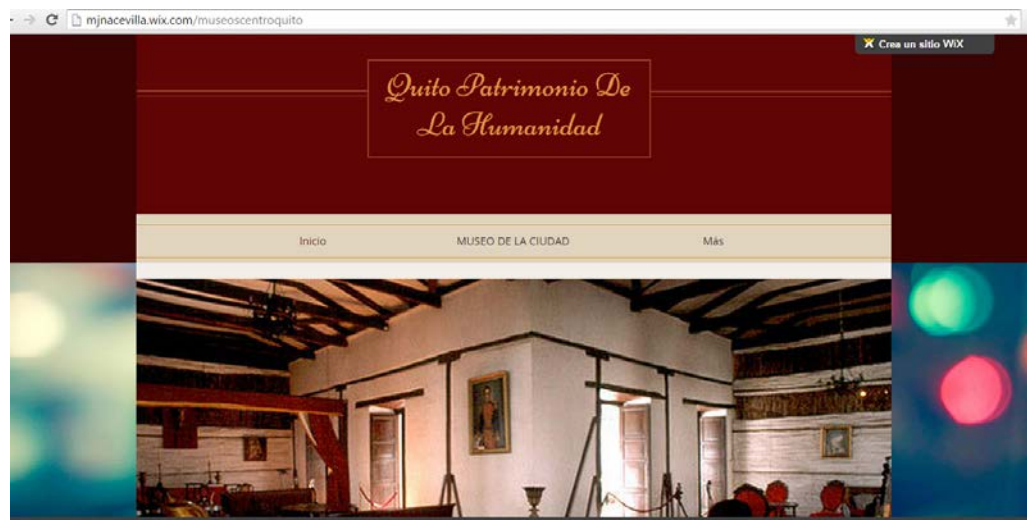 mjnacevilla.wix.com/museoscentroquito
Crea un sitio WiX
Quito Patrimonio De
La Humanidad
Inicio MUSEO DE LA CIUDAD Más